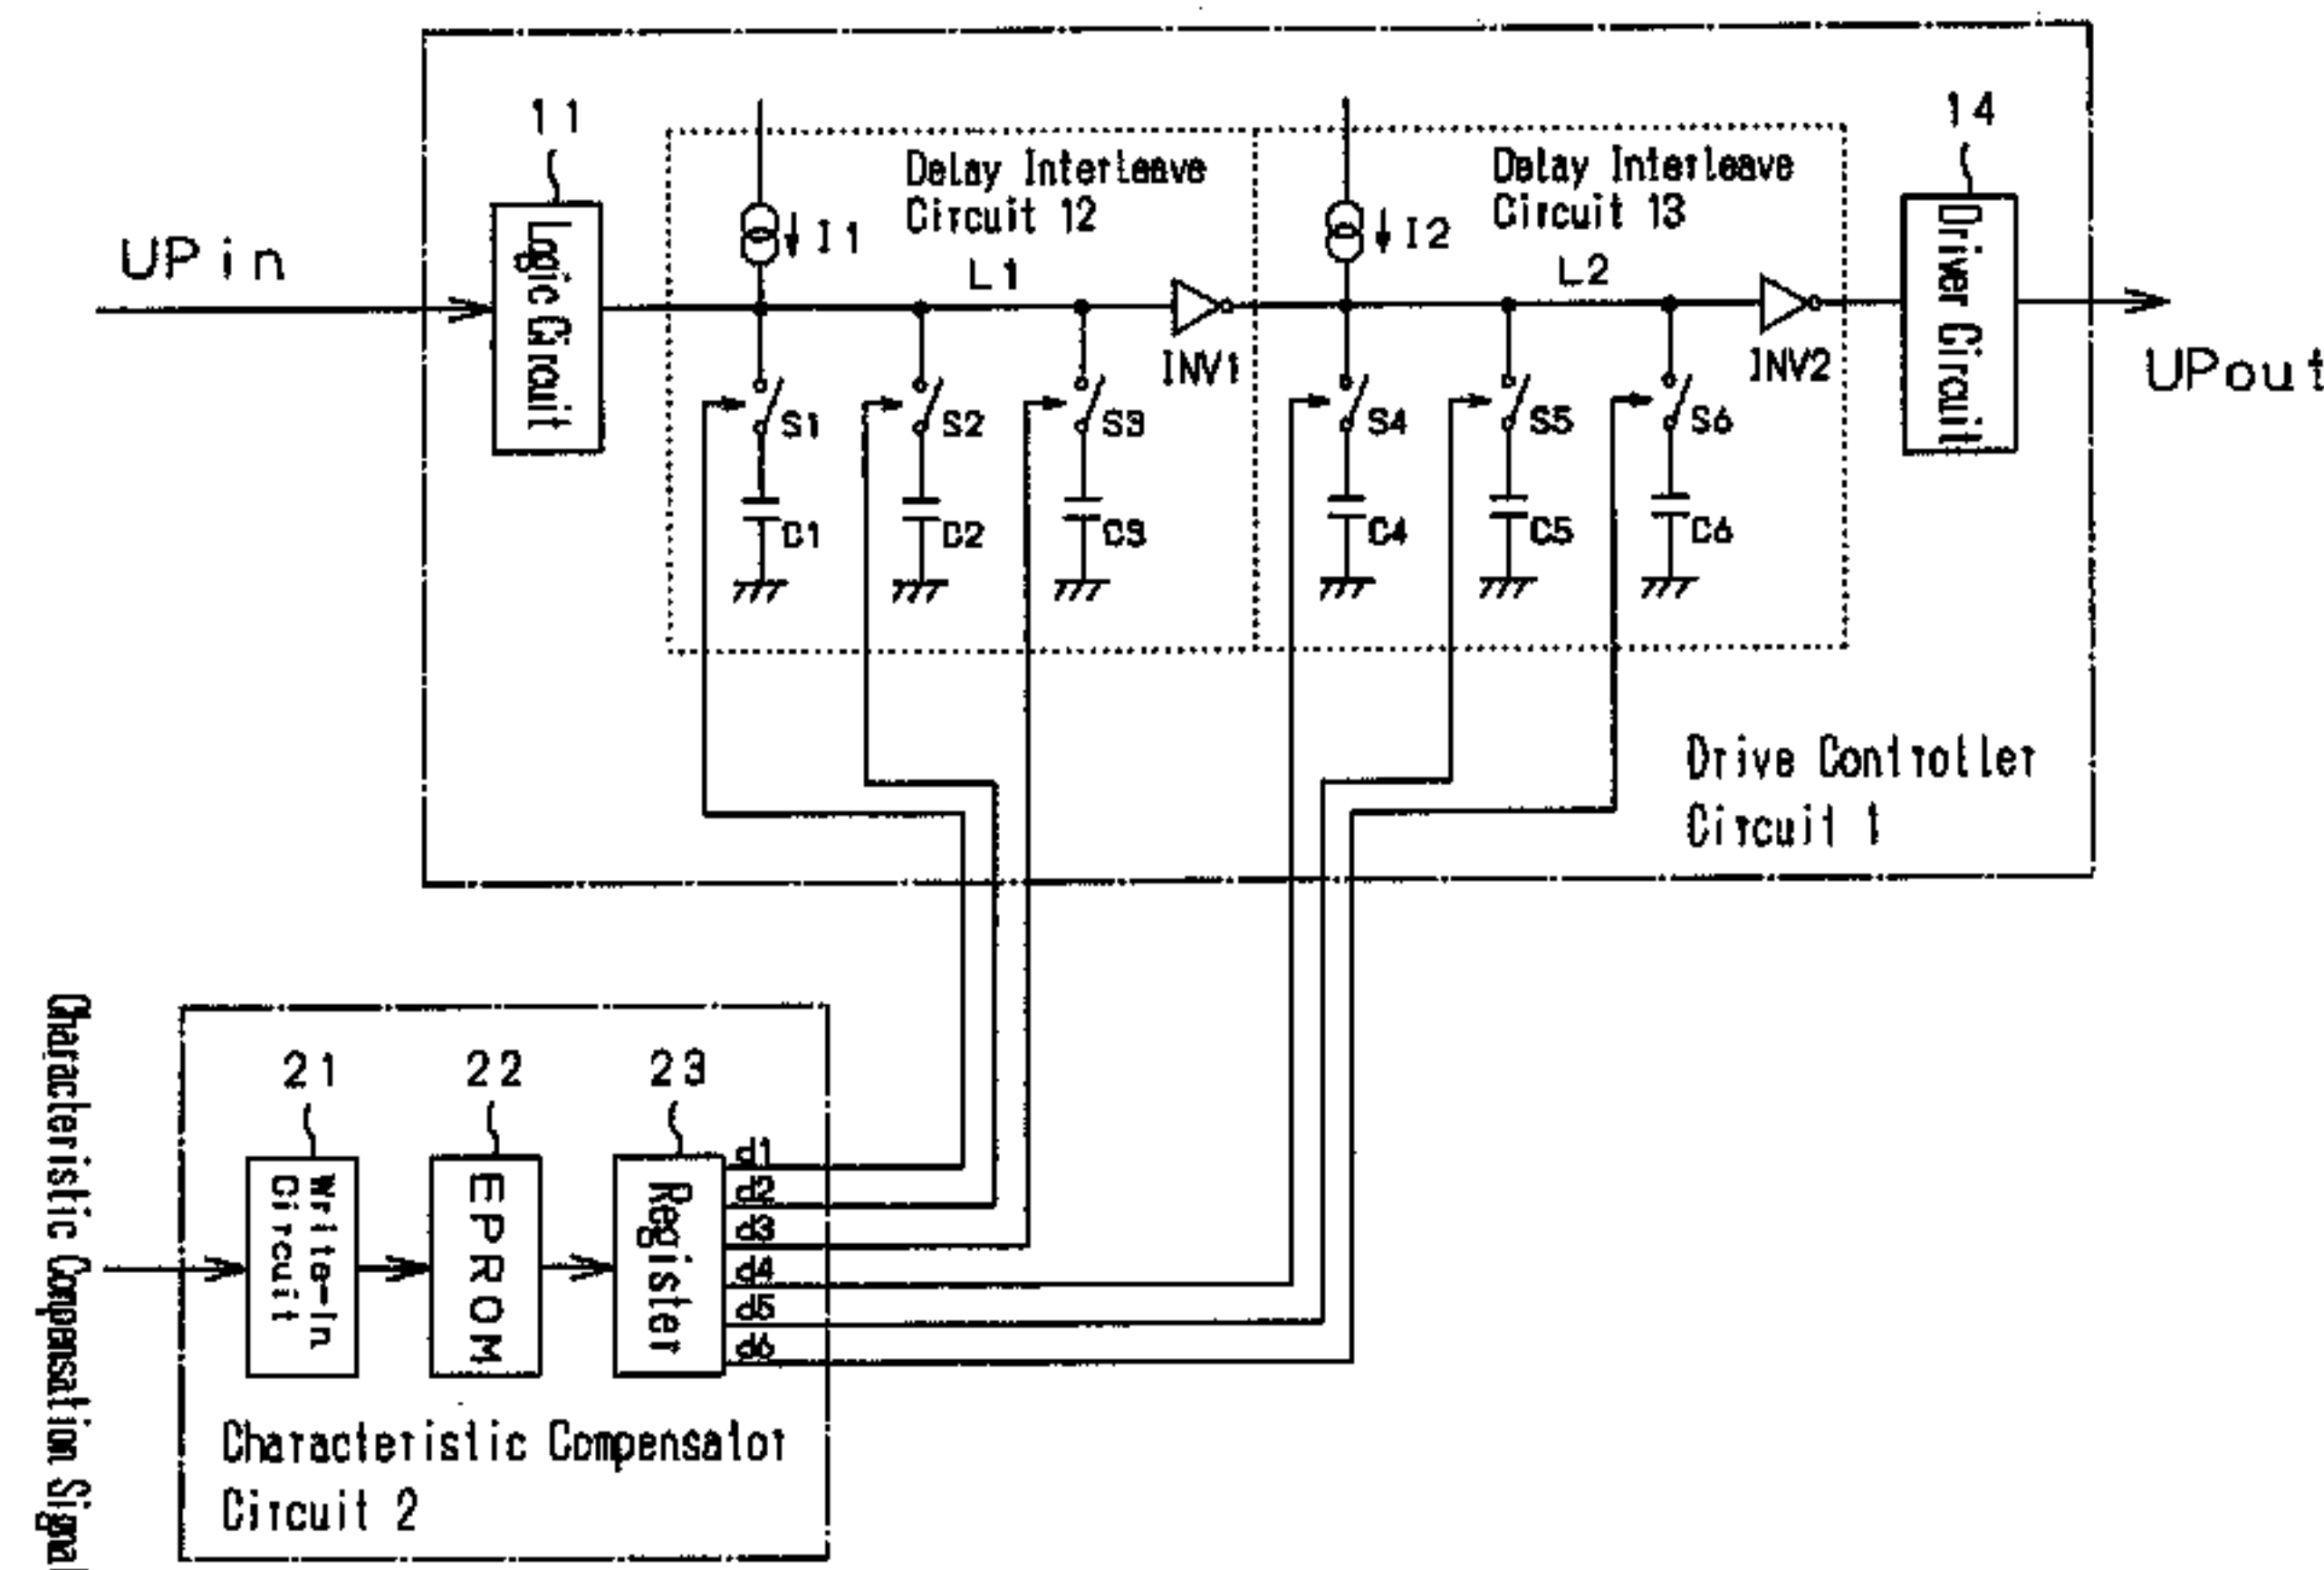 11
14
Delay Interleave
Circuit 12
Delay Interleave
Circuit 13
UPin
Logic Circuit
I1
L1
I2
L2
Driver Circuit
INV1
INV2
UPout
S1
S2
S3
S4
S5
S6
C1
C2
C3
C4
C5
C6
Drive Controller
Circuit 1
Characteristic Compensation Signal
21
22
23
Write-In
Circuit
EPROM
Register
d1
d2
d3
d4
d5
d6
Characteristic Compensator
Circuit 2